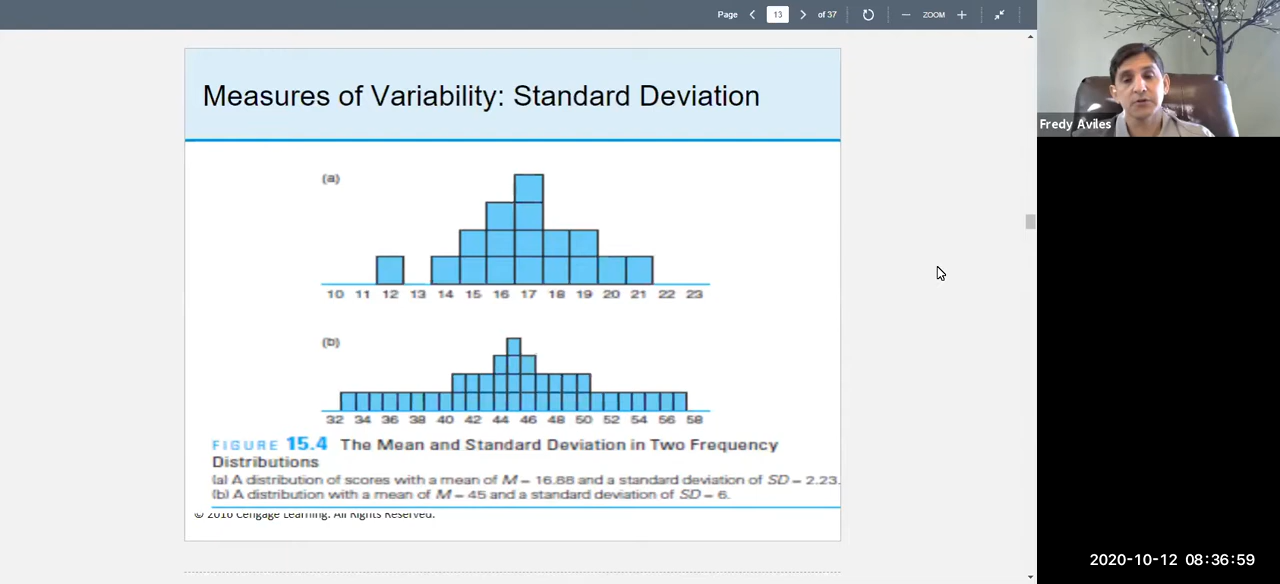 Page 13 of 37 ZOOM
Measures of Variability: Standard Deviation
(a)
10 11 12 13 14 15 16 17 18 19 20 21 22 23
(b)
32 34 36 38 40 42 44 46 48 50 52 54 56 58
FIGURE 15.4 The Mean and Standard Deviation in Two Frequency
Distributions
(a) A distribution of scores with a mean of M = 16.88 and a standard deviation of SD = 2.23.
(b) A distribution with a mean of M = 45 and a standard deviation of SD = 6.
© 2016 Cengage Learning. All Rights Reserved.
Fredy Aviles
2020-10-12 08:36:59